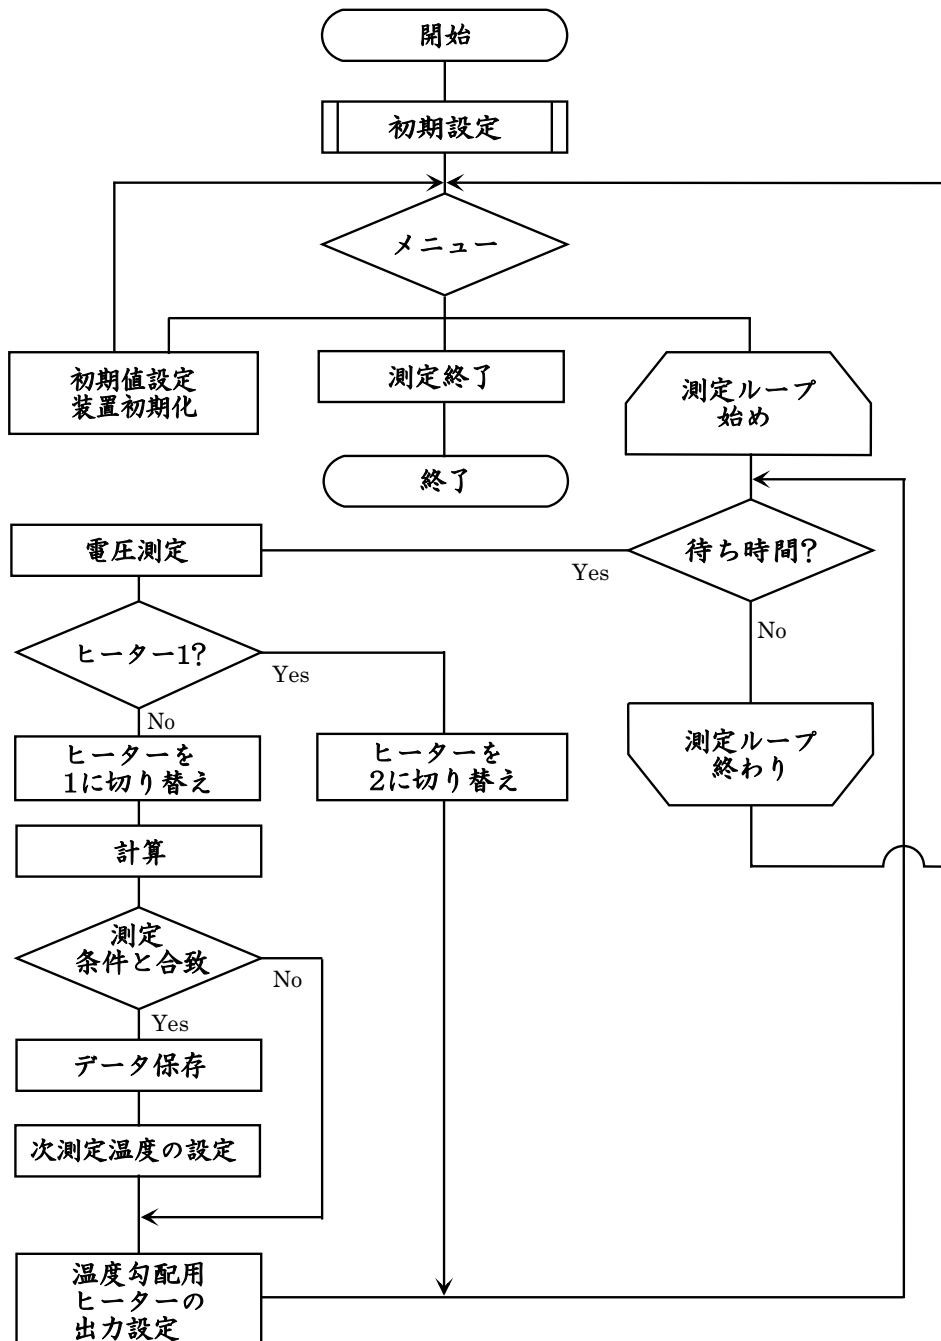 開始
初期設定
メニュー
初期値設定
装置初期化
測定終了
測定ループ
始め
終了
電圧測定
待ち時間?
Yes
No
ヒーター1?
Yes
No
ヒーターを
1に切り替え
ヒーターを
2に切り替え
測定ループ
終わり
計算
測定
条件と合致
No
Yes
データ保存
次測定温度の設定
温度勾配用
ヒーターの
出力設定